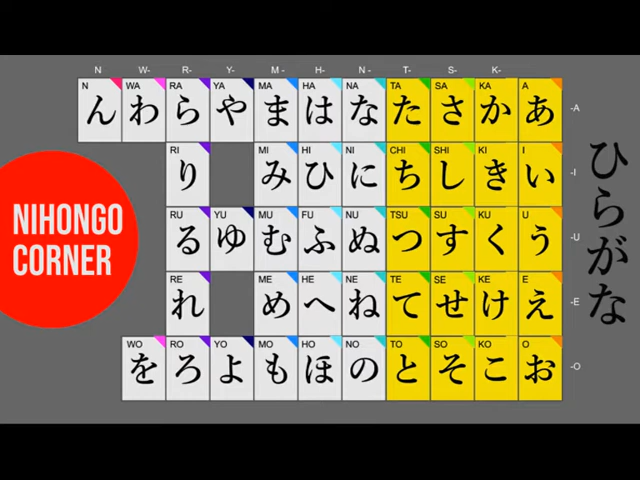 N W- R- Y- M - H- N - T- S- K-
N WA RA YA MA HA NA TA SA KA A
ん わ ら や ま は な た さ か あ
-A
RI MI HI NI CHI SHI KI I
り み ひ に ち し き い
-I
RU YU MU FU NU TSU SU KU U
る ゆ む ふ ぬ つ す く う
-U
RE ME HE NE TE SE KE E
れ め へ ね て せ け え
-E
WO RO YO MO HO NO TO SO KO O
を ろ よ も ほ の と そ こ お
-O
NIHONGO
CORNER
ひらがな